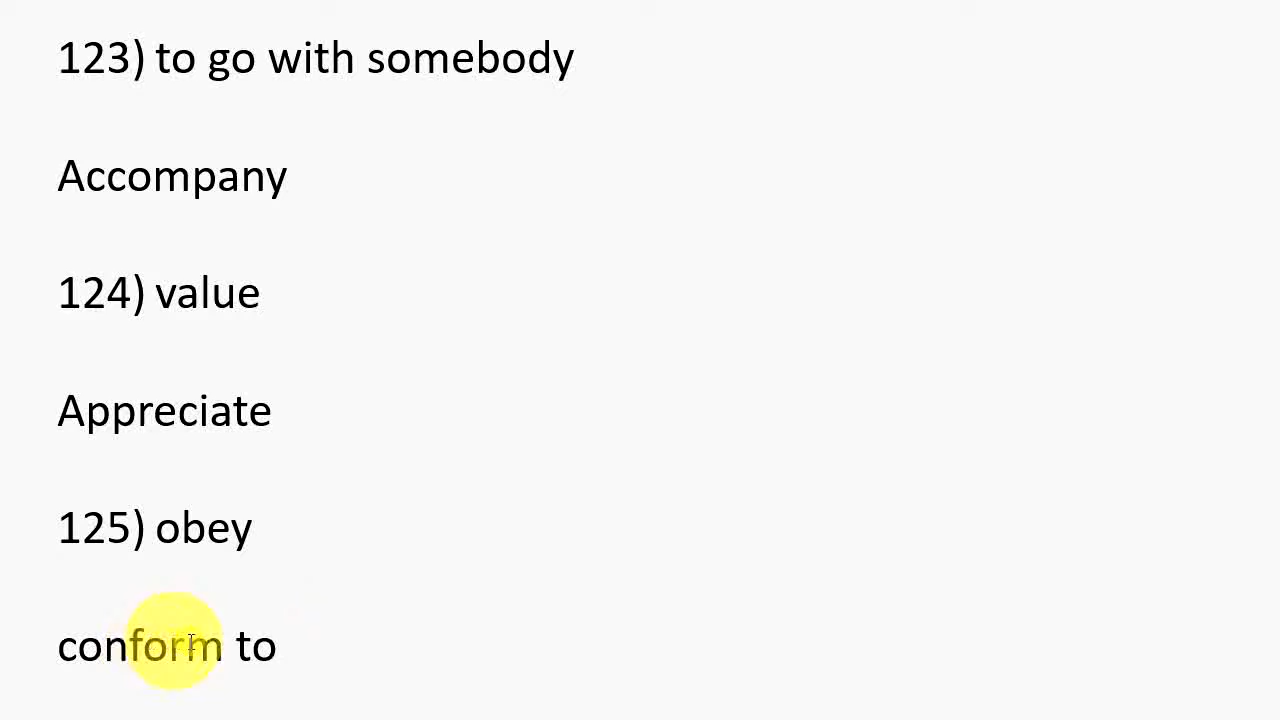 123) to go with somebody
Accompany
124) value
Appreciate
125) obey
conform to